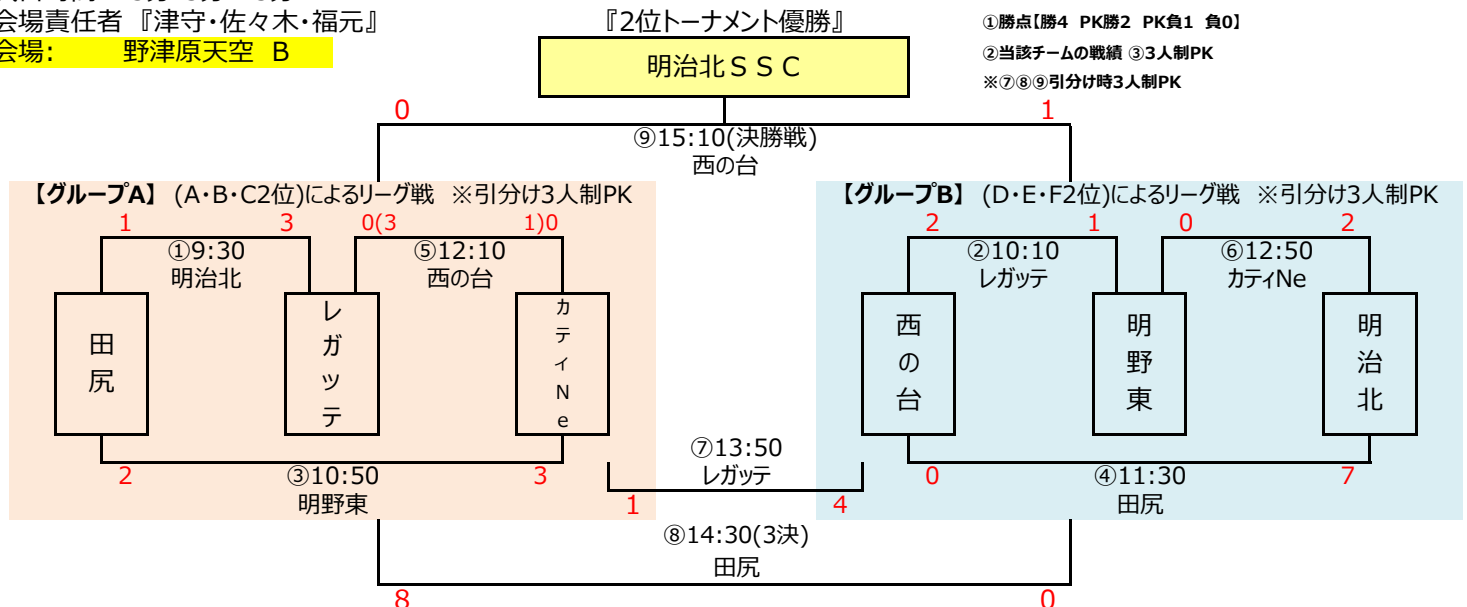 会場責任者 『津守・佐々木・福元』
会場: 野津原天空 B
『2位トーナメント優勝』
明治北ＳＳＣ
①勝点【勝4 PK勝2 PK負1 負0】
②当該チームの戦績 ③3人制PK
※⑦⑧⑨引分け時3人制PK
0
1
⑨15:10(決勝戦)
西の台
【グループA】 (A・B・C2位)によるリーグ戦 ※引分け3人制PK
1
3
0(3
1)0
①9:30
明治北
⑤12:10
西の台
田尻
レガッテ
カティNe
2
③10:50
明野東
3
【グループB】 (D・E・F2位)によるリーグ戦 ※引分け3人制PK
2
1
0
2
②10:10
レガッテ
⑥12:50
カティNe
西の台
明野東
明治北
0
④11:30
田尻
7
⑦13:50
レガッテ
1
4
⑧14:30(3決)
田尻
8
0